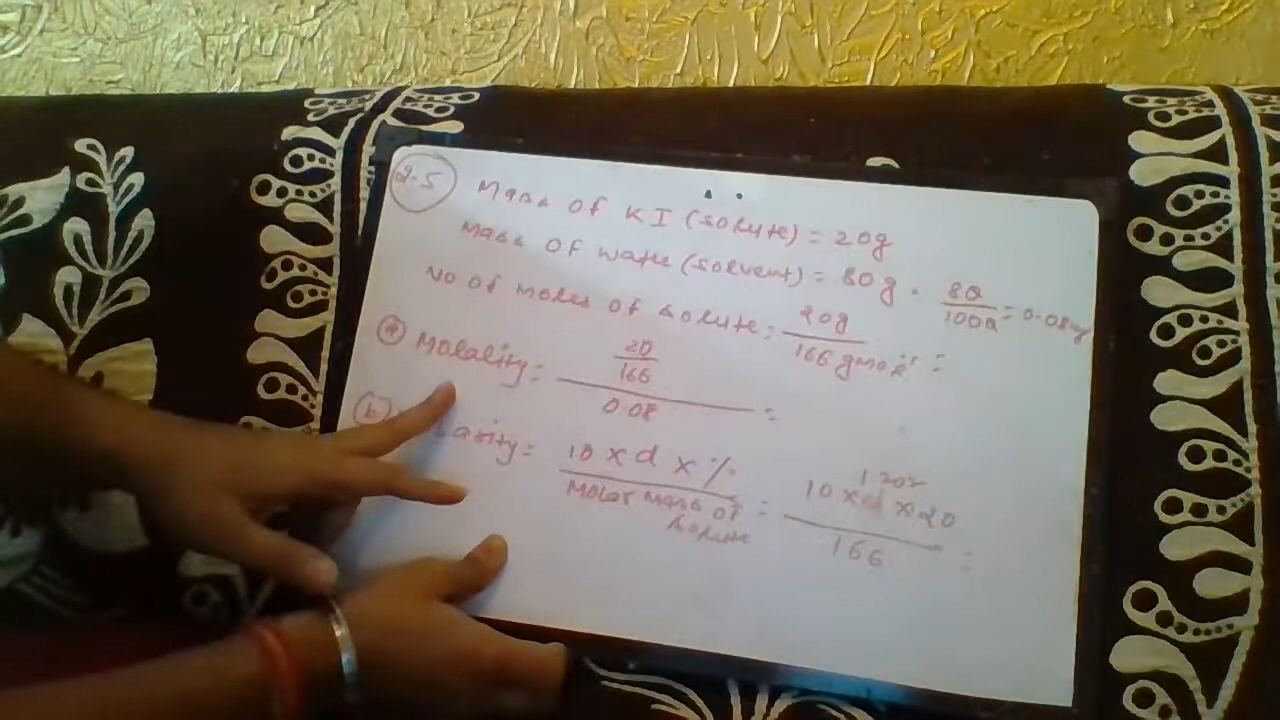 2.5 Mass of KI (solute) = 20g
Mass of water (solvent) = 80g . 80/1000 = 0.08kg
No of moles of solute = 20g/166 gmol⁻¹ =
(a) Molality = 20/166 / 0.08 =
(b) arity = 10 x d x % / Molar mass of solute = 10 x 1.202 x 20 / 166 =